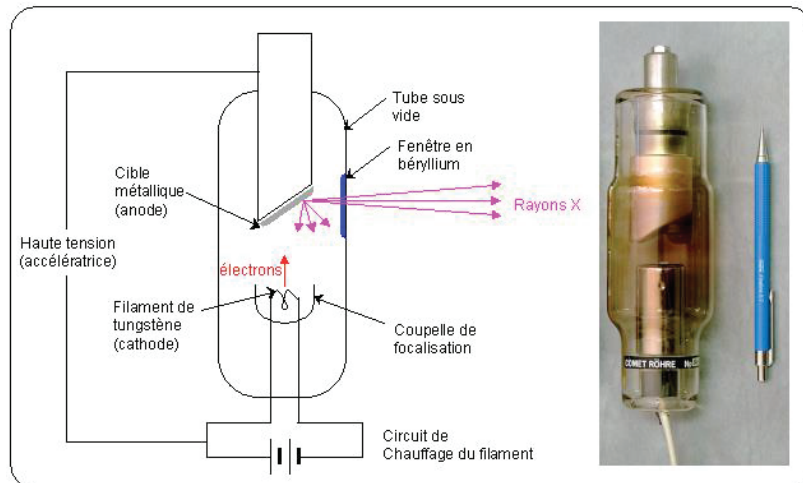 Tube sous
vide
Fenêtre en
béryllium
Cible
métallique
(anode)
Rayons X
Haute tension
(accélératrice)
électrons
Filament de
tungstène
(cathode)
Coupelle de
focalisation
Circuit de
Chauffage du filament
COMET RÖHRE